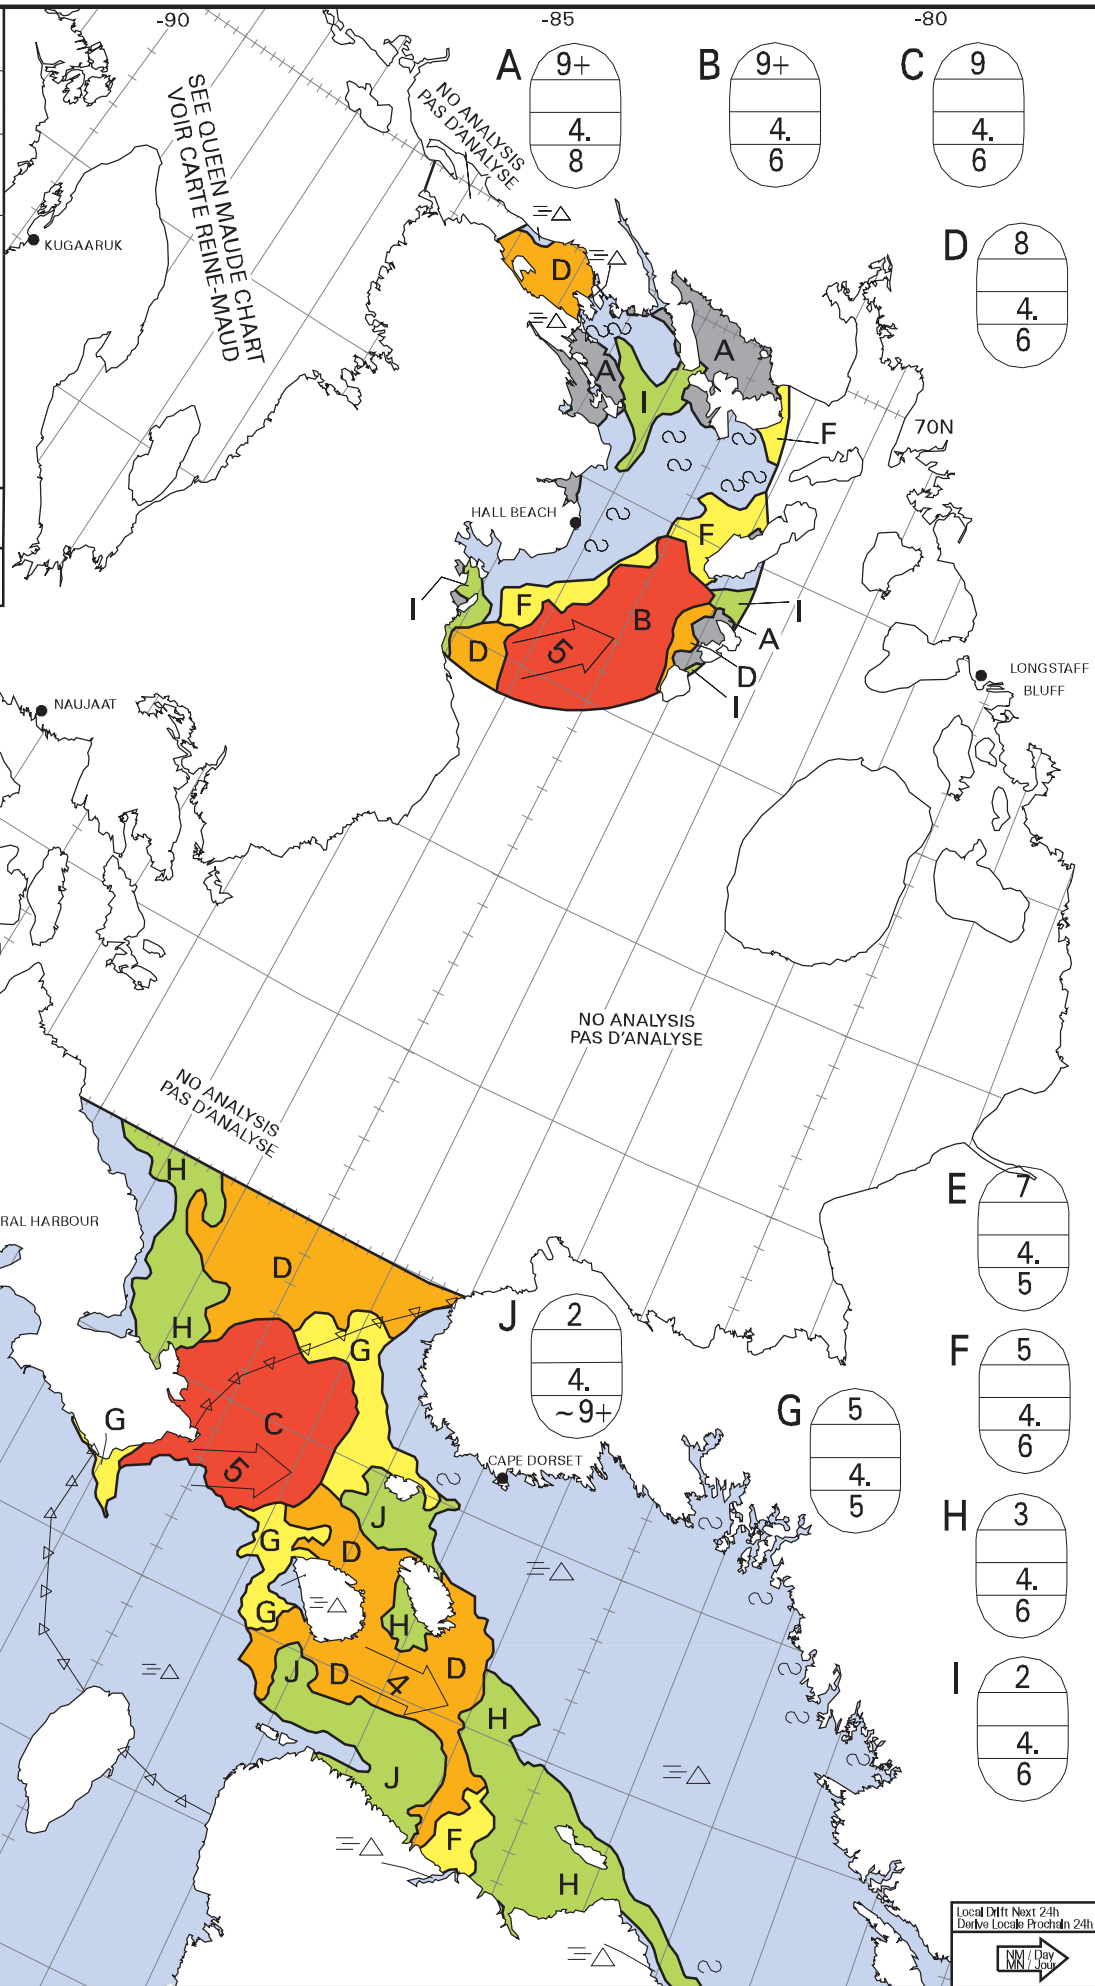 -90
-85
-80
A
9+
4.
8
B
9+
4.
6
C
9
4.
6
NO ANALYSIS
PAS D'ANALYSE
SEE QUEEN MAUDE CHART
VOIR CARTE REINE-MAUD
KUGAARUK
D
8
4.
6
D
A
A
I
F
70N
HALL BEACH
F
I
F
B
I
A
D
5
D
I
LONGSTAFF
BLUFF
NAUJAAT
NO ANALYSIS
PAS D'ANALYSE
NO ANALYSIS
PAS D'ANALYSE
H
E
7
4.
5
RAL HARBOUR
D
H
J
2
4.
~9+
G
F
5
4.
6
G
5
4.
5
G
C
5
CAPE DORSET
H
3
4.
6
J
G
D
G
H
J
D
4
D
H
I
2
4.
6
J
F
H
Local Drift Next 24h
Derive Locale Prochain 24h
NM / Day
MN / Jour